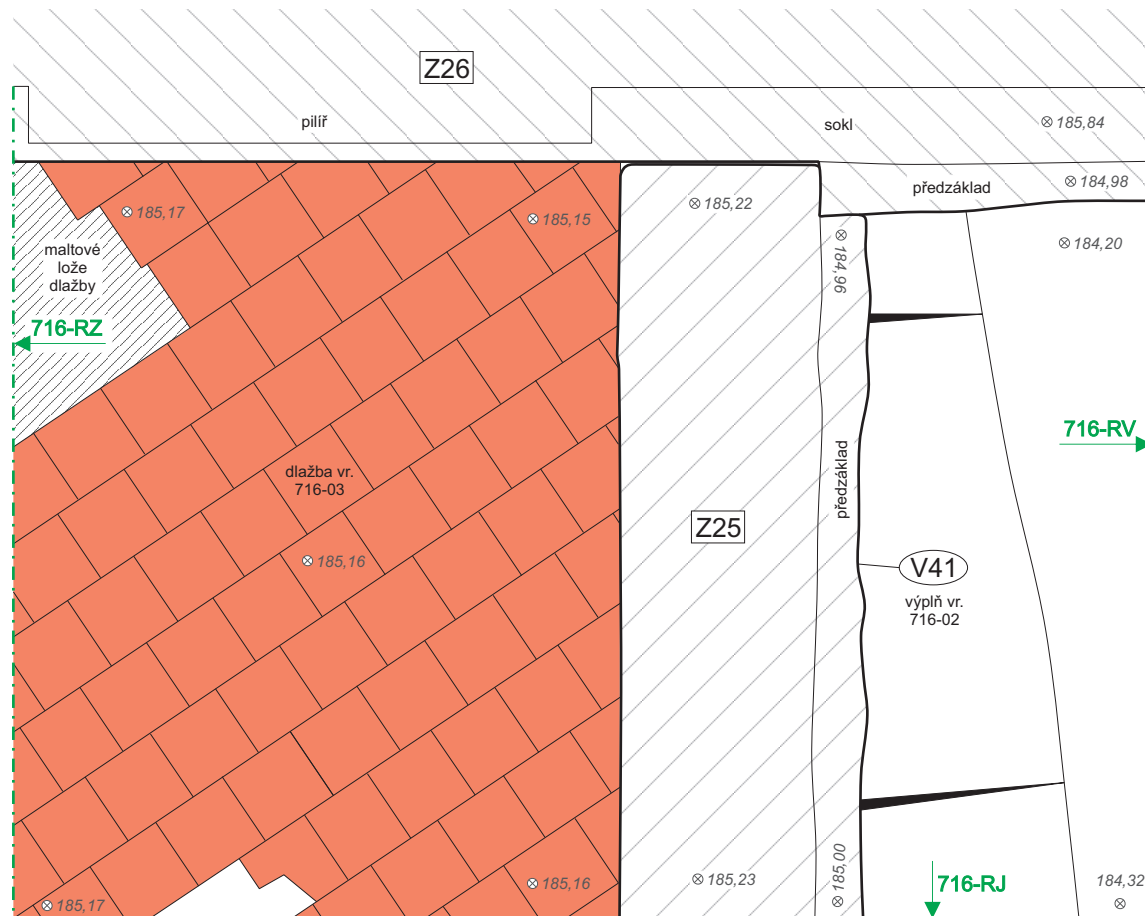 Z26
pilíř
sokl
185,84
předzáklad
184,98
185,17
185,15
185,22
184,96
184,20
maltové
lože
dlažby
716-RZ
716-RV
dlažba vr.
716-03
předzáklad
Z25
185,16
V41
výplň vr.
716-02
185,17
185,16
185,23
185,00
716-RJ
184,32